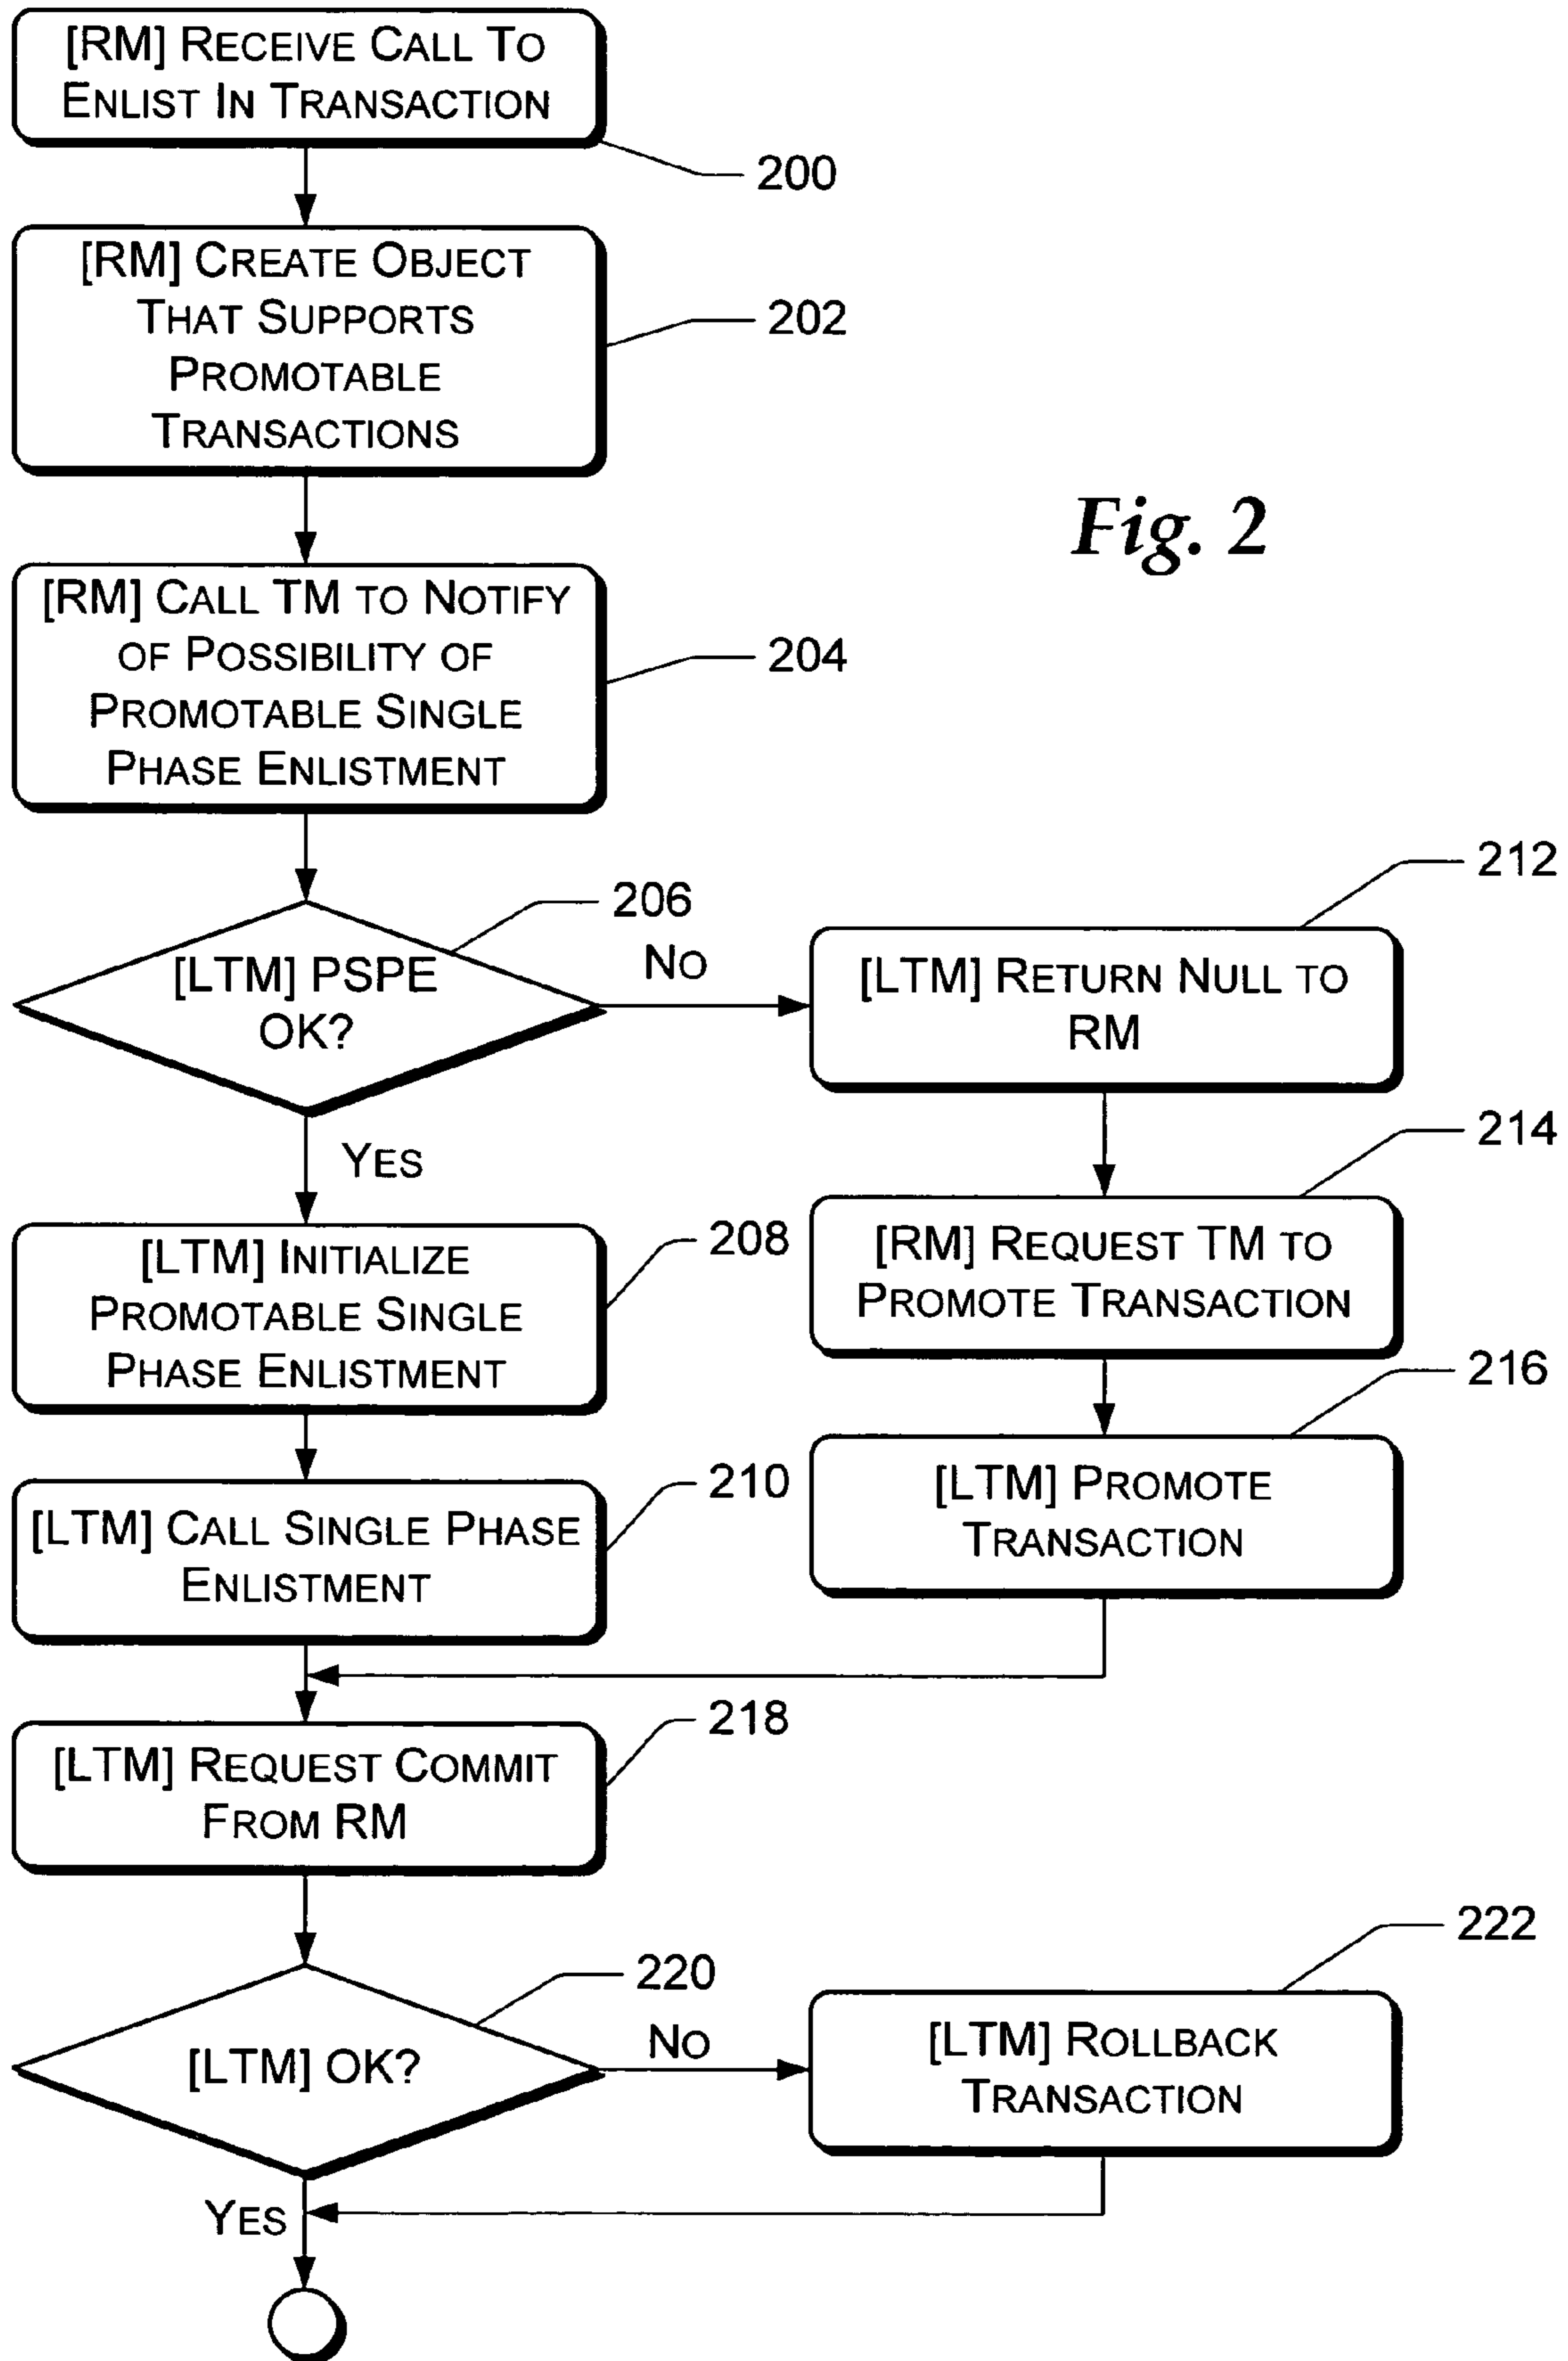 [RM] RECEIVE CALL TO
ENLIST IN TRANSACTION
200
[RM] CREATE OBJECT
THAT SUPPORTS
PROMOTABLE
TRANSACTIONS
202
Fig. 2
[RM] CALL TM TO NOTIFY
OF POSSIBILITY OF
PROMOTABLE SINGLE
PHASE ENLISTMENT
204
206
[LTM] PSPE
OK?
NO
212
[LTM] RETURN NULL TO
RM
YES
214
[RM] REQUEST TM TO
PROMOTE TRANSACTION
[LTM] INITIALIZE
PROMOTABLE SINGLE
PHASE ENLISTMENT
208
216
[LTM] PROMOTE
TRANSACTION
[LTM] CALL SINGLE PHASE
ENLISTMENT
210
[LTM] REQUEST COMMIT
FROM RM
218
220
[LTM] OK?
NO
222
[LTM] ROLLBACK
TRANSACTION
YES